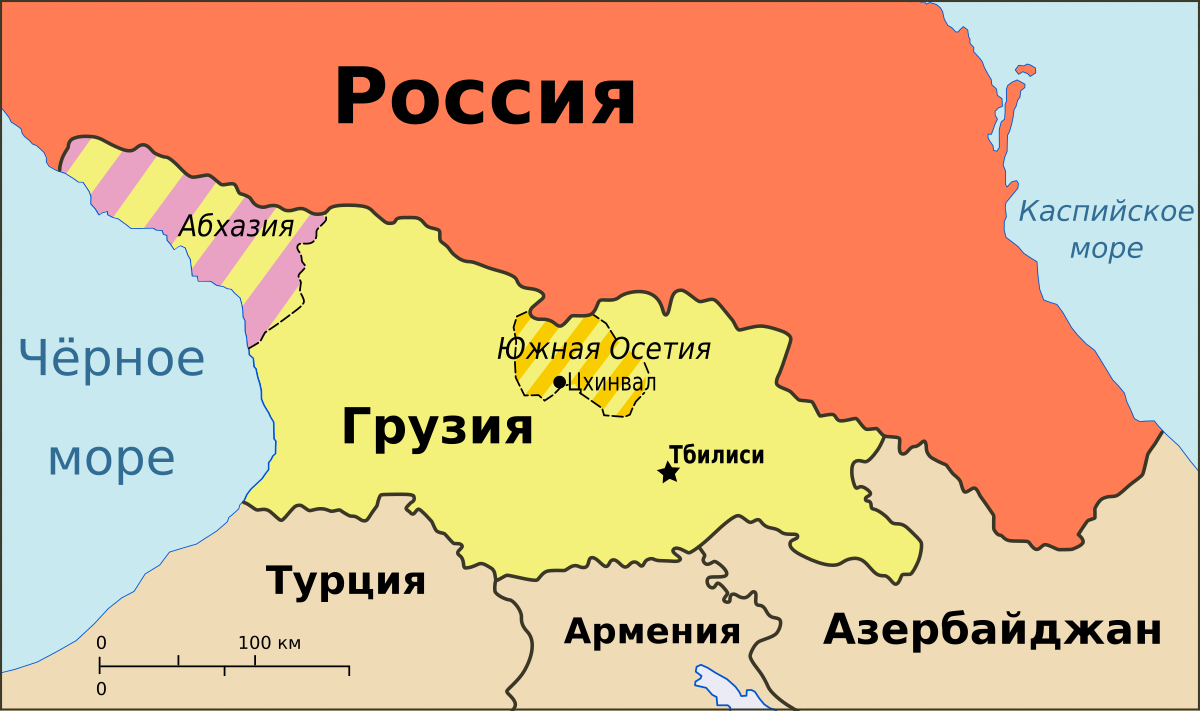 Россия
Абхазия
Каспийское
море
Чёрное
море
Южная Осетия
Цхинвал
Грузия
Тбилиси
Турция
Армения
Азербайджан
0 100 км
0